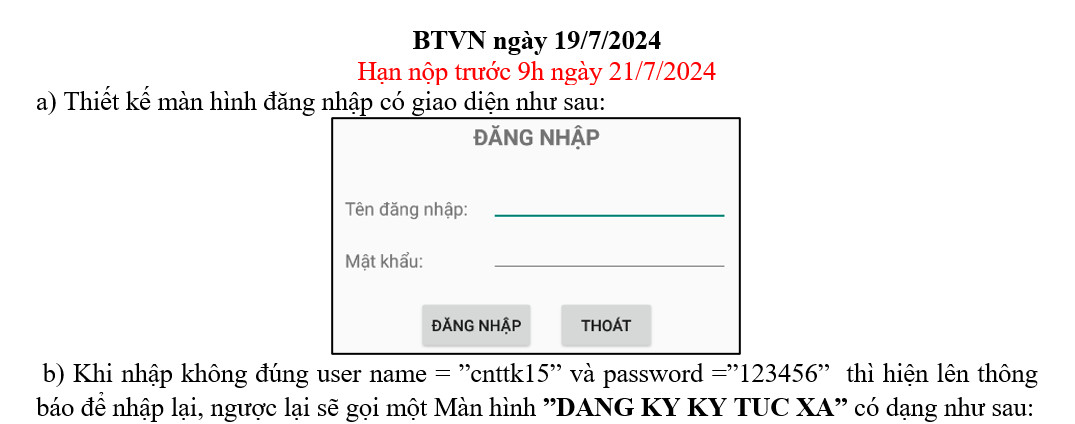 BTVN ngày 19/7/2024
Hạn nộp trước 9h ngày 21/7/2024
a) Thiết kế màn hình đăng nhập có giao diện như sau:
ĐĂNG NHẬP
Tên đăng nhập:
Mật khẩu:
ĐĂNG NHẬP THOÁT
b) Khi nhập không đúng user name = ”cnttk15” và password =”123456” thì hiện lên thông
báo để nhập lại, ngược lại sẽ gọi một Màn hình ”DANG KY KY TUC XA” có dạng như sau: